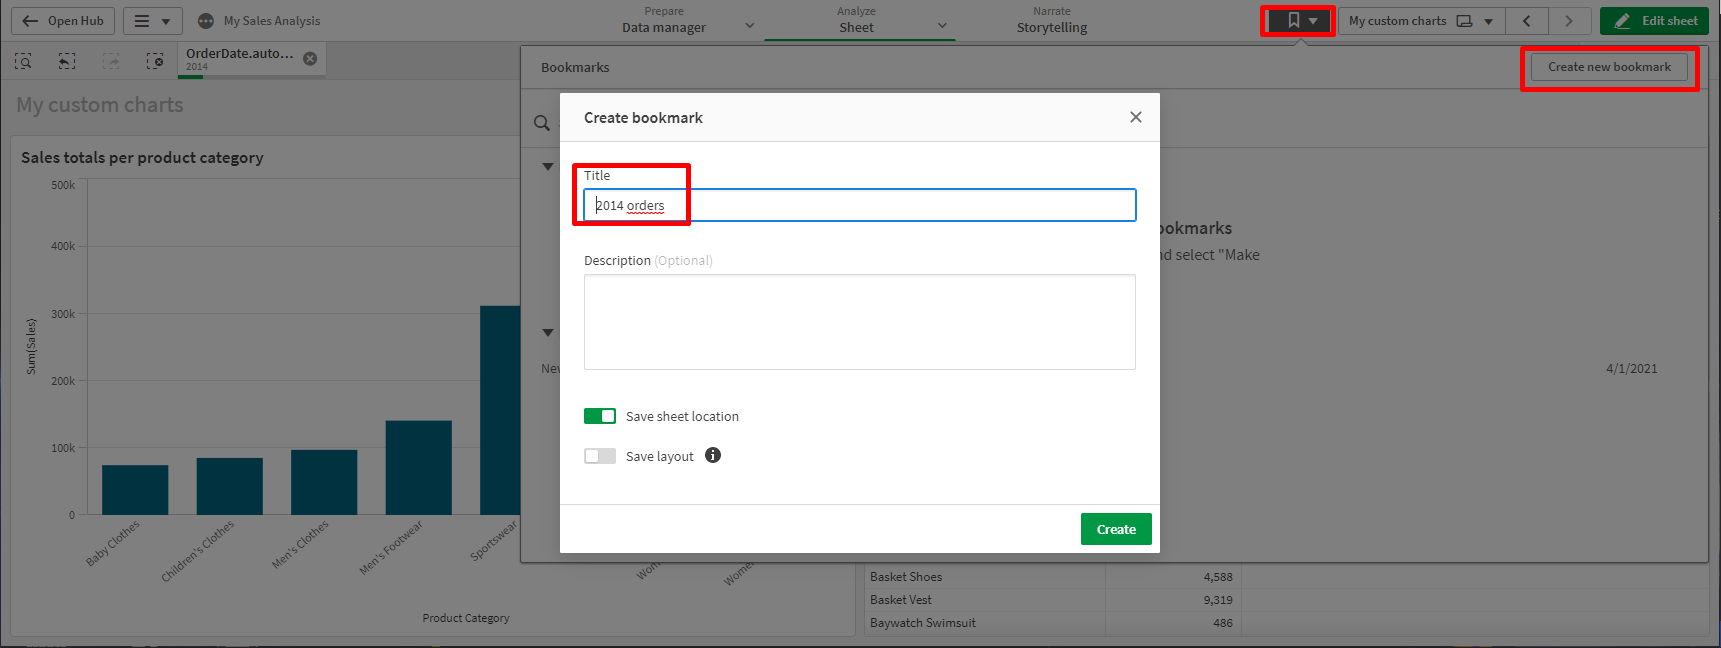 Open Hub
My Sales Analysis
Prepare
Data manager
Analyze
Sheet
Narrate
Storytelling
My custom charts
Edit sheet
OrderDate.auto...
2014
Bookmarks
Create new bookmark
My custom charts
Create bookmark
Sales totals per product category
Title
2014 orders
ookmarks
nd select "Make
Description (Optional)
4/1/2021
Save sheet location
Save layout
Create
500k
400k
300k
200k
100k
0
Sum(Sales)
Baby Clothes
Children's Clothes
Men's Clothes
Men's Footwear
Sportswear
Wom
Women
Product Category
Basket Shoes 4,588
Basket Vest 9,319
Baywatch Swimsuit 486